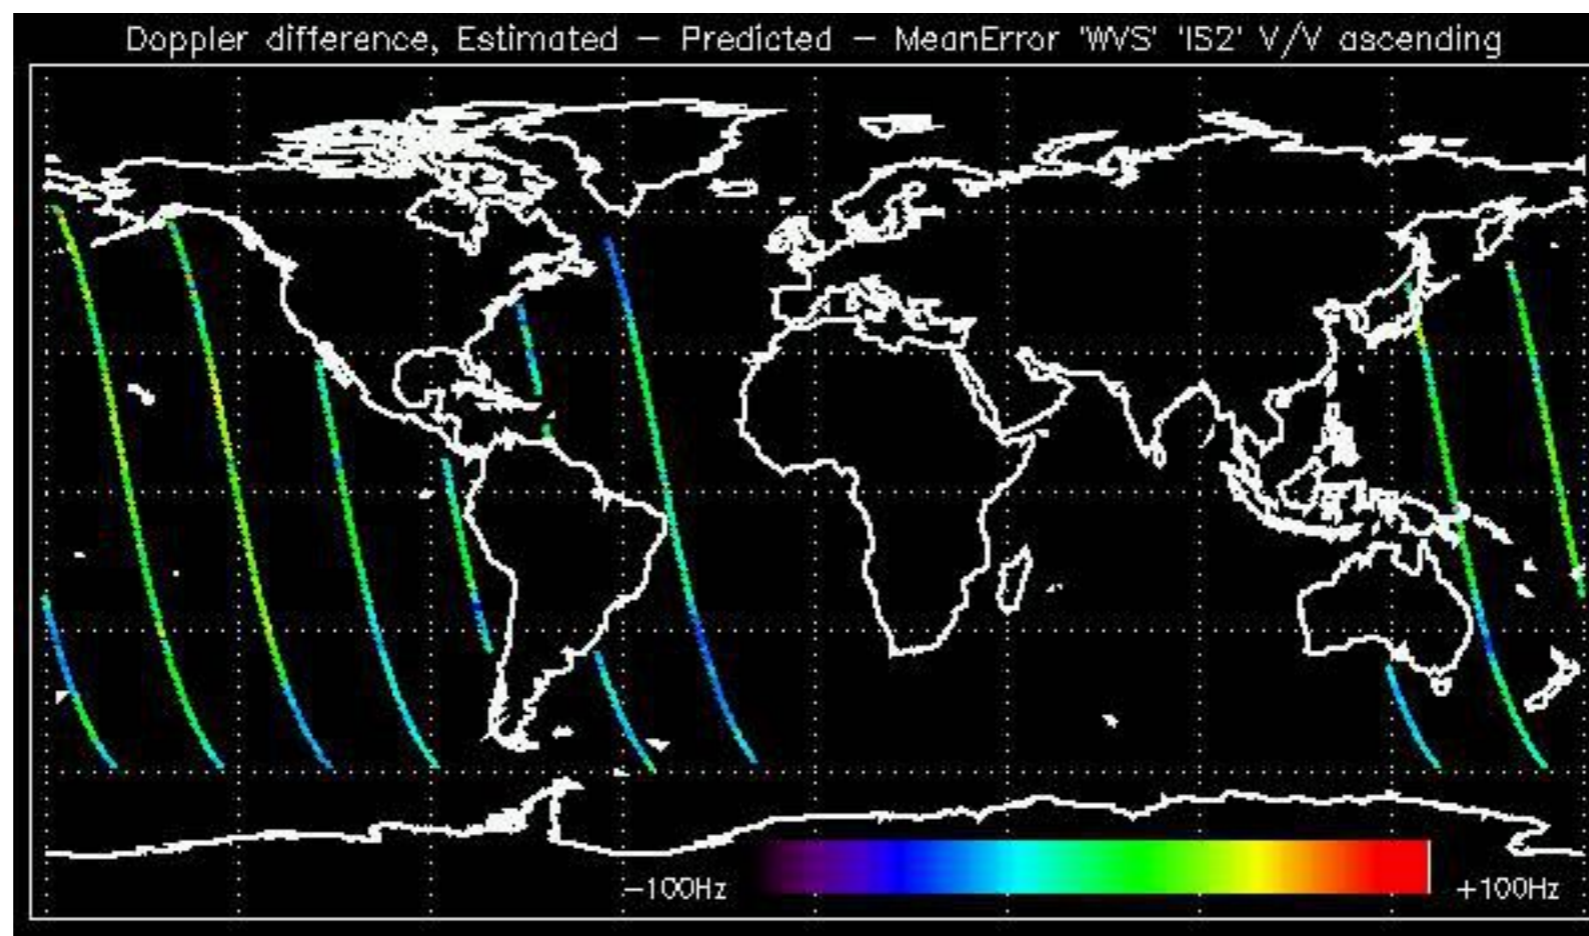 Doppler difference, Estimated – Predicted – MeanError 'WVS' 'IS2' V/V ascending
−100Hz
+100Hz